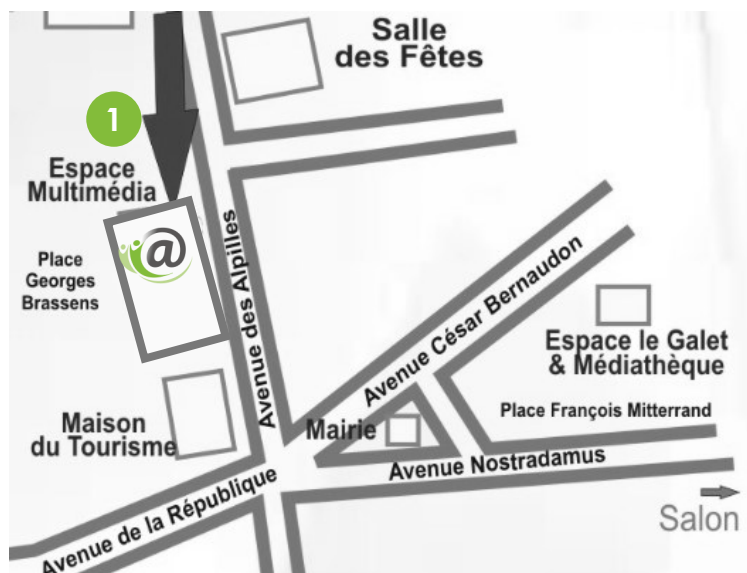 Salle
des Fêtes
1
Espace
Multimédia
@
Place
Georges
Brassens
Avenue des Alpilles
Avenue César Bernaudon
Espace le Galet
& Médiathèque
Maison
du Tourisme
Mairie
Place François Mitterrand
Avenue Nostradamus
Avenue de la République
Salon